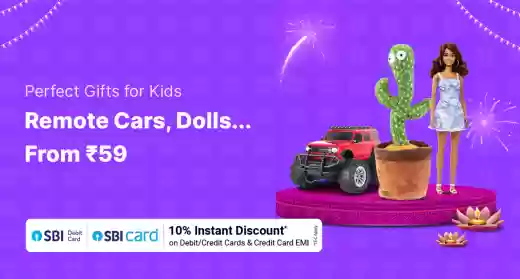 Perfect Gifts for Kids
Remote Cars, Dolls...
From ₹59
SBI Debit Card
SBI card
10% Instant Discount*
on Debit/Credit Cards & Credit Card EMI
*T&C Apply